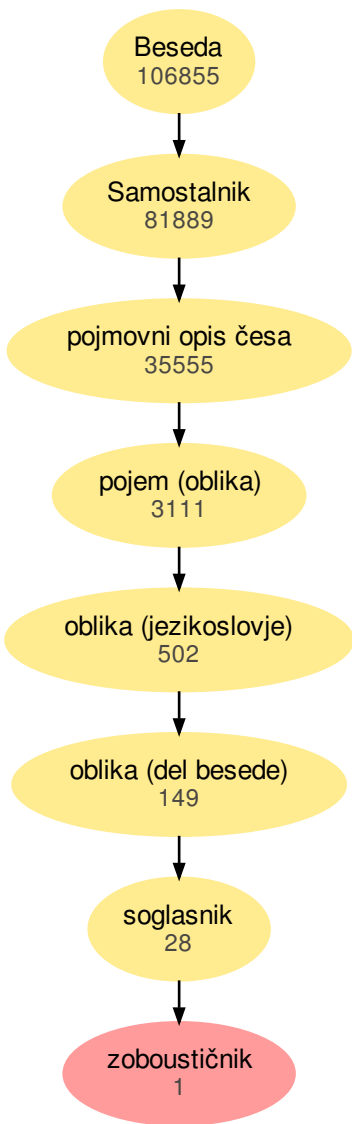 Beseda
106855
Samostalnik
81889
pojmovni opis česa
35555
pojem (oblika)
3111
oblika (jezikoslovje)
502
oblika (del besede)
149
soglasnik
28
zoboustičnik
1